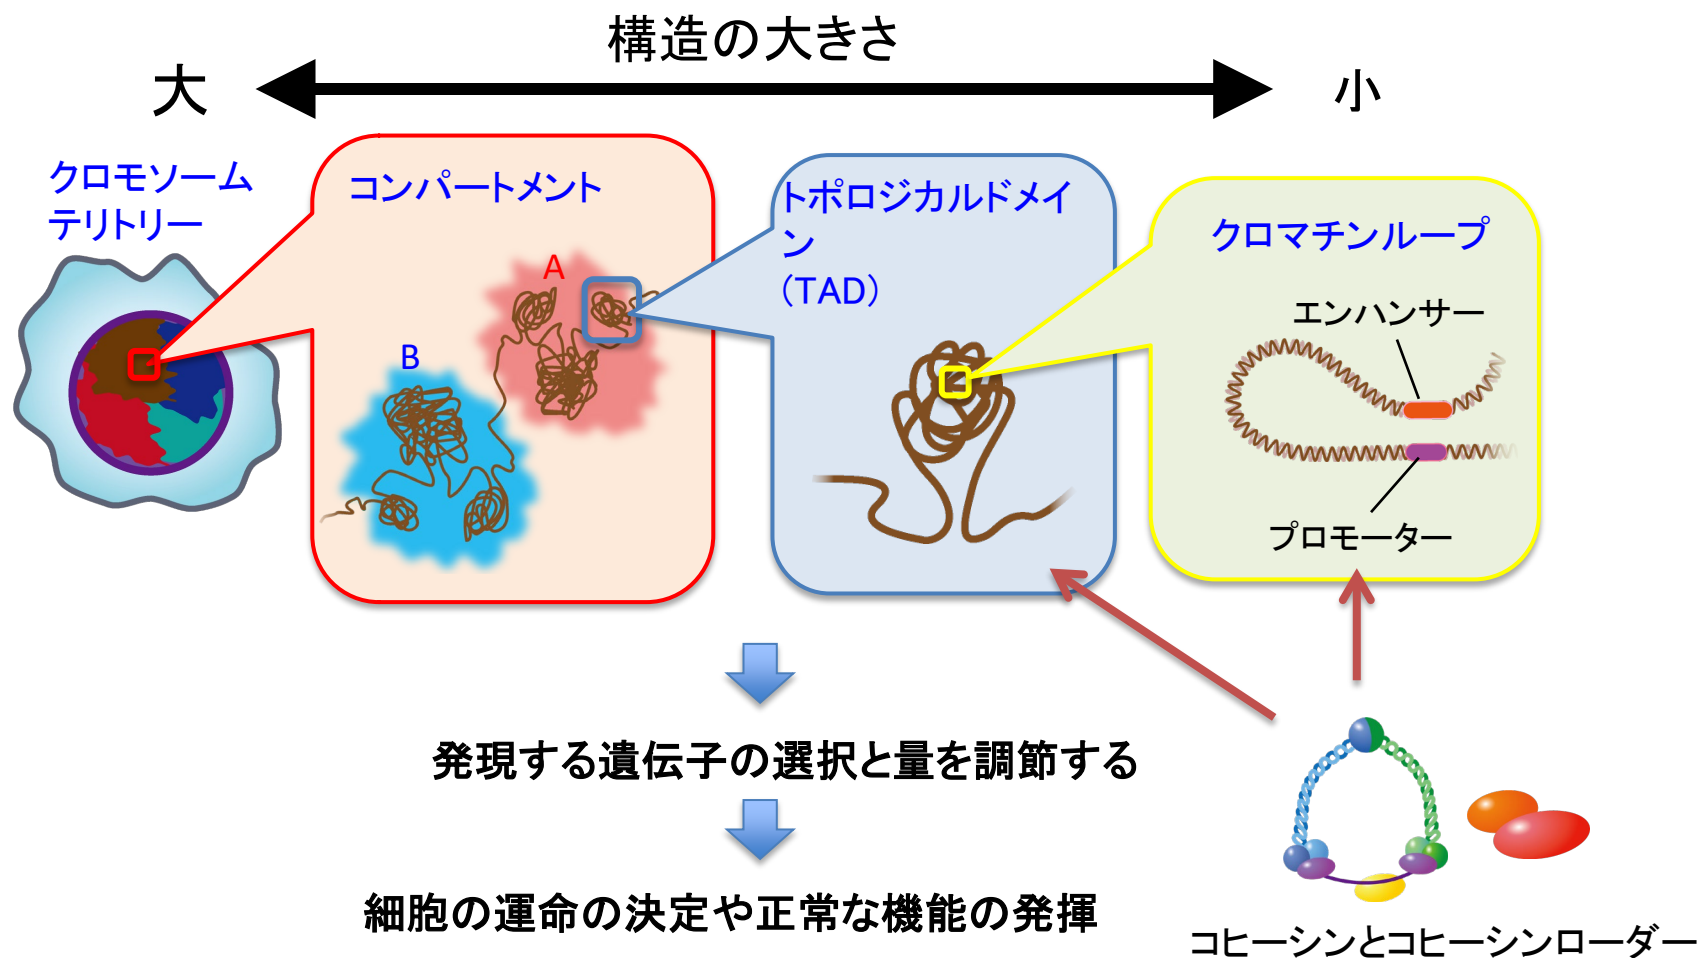 構造の大きさ
大
小
クロモソーム
テリトリー
コンパートメント
A
B
トポロジカルドメイ
ン
（TAD）
クロマチンループ
エンハンサー
プロモーター
発現する遺伝子の選択と量を調節する
細胞の運命の決定や正常な機能の発揮
コヒーシンとコヒーシンローダー